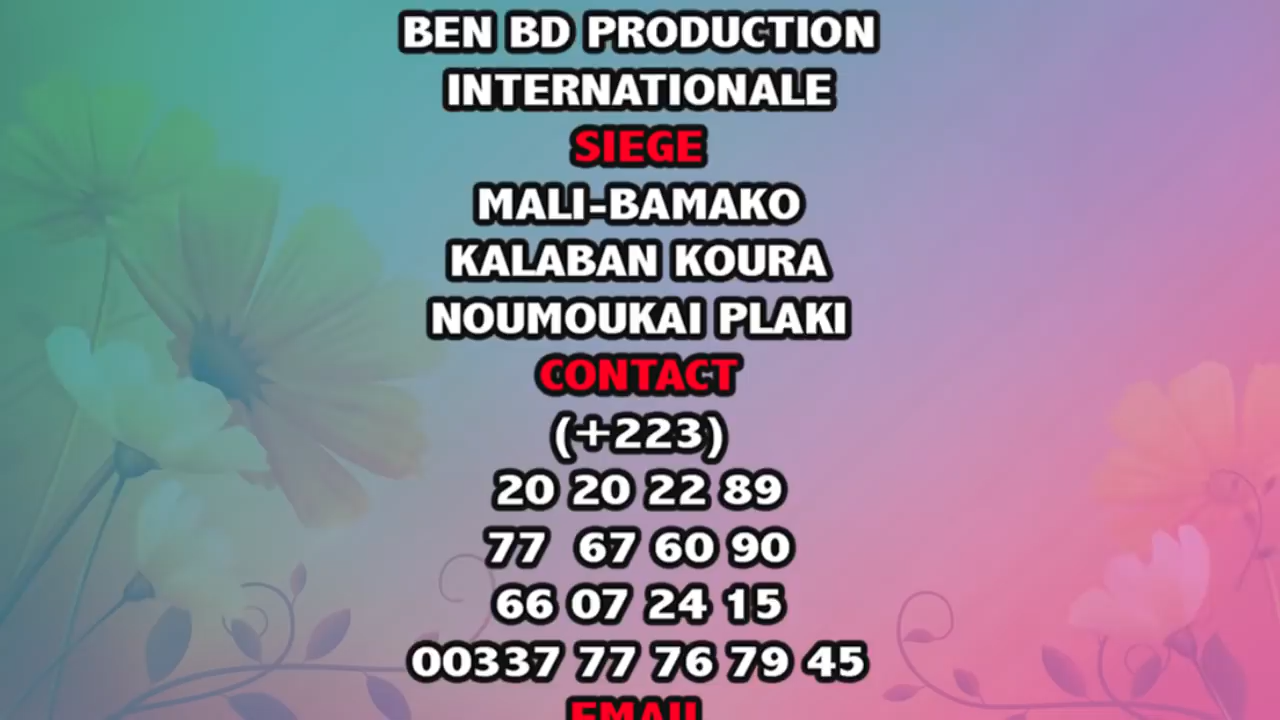 BEN BD PRODUCTION
INTERNATIONALE
SIEGE
MALI-BAMAKO
KALABAN KOURA
NOUMOUKAI PLAKI
CONTACT
(+223)
20 20 22 89
77 67 60 90
66 07 24 15
00337 77 76 79 45
EMAIL